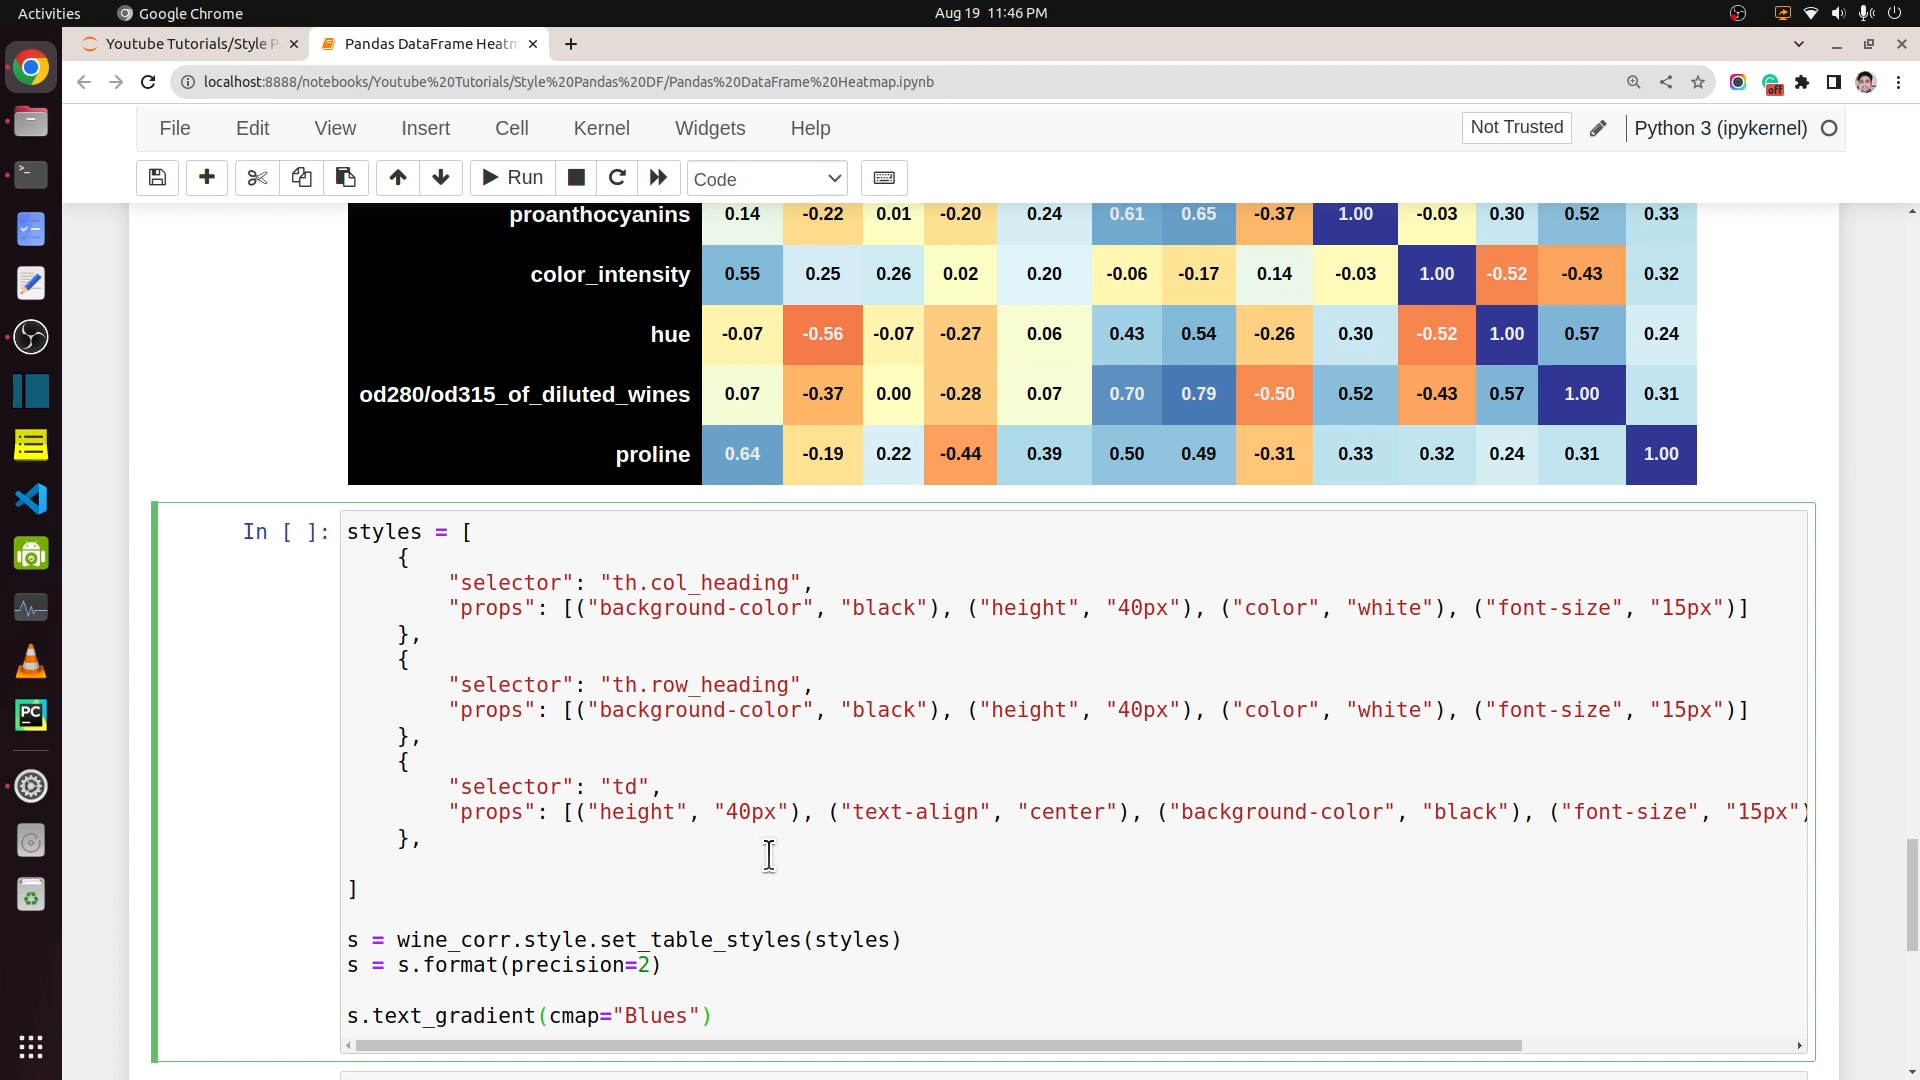 Activities
Google Chrome
Aug 19 11:46 PM
Youtube Tutorials/Style P
Pandas DataFrame Heatm
localhost:8888/notebooks/Youtube%20Tutorials/Style%20Pandas%20DF/Pandas%20DataFrame%20Heatmap.ipynb
off
File Edit View Insert Cell Kernel Widgets Help
Not Trusted
Python 3 (ipykernel)
Run
Code
proanthocyanins 0.14 -0.22 0.01 -0.20 0.24 0.61 0.65 -0.37 1.00 -0.03 0.30 0.52 0.33
color_intensity 0.55 0.25 0.26 0.02 0.20 -0.06 -0.17 0.14 -0.03 1.00 -0.52 -0.43 0.32
hue -0.07 -0.56 -0.07 -0.27 0.06 0.43 0.54 -0.26 0.30 -0.52 1.00 0.57 0.24
od280/od315_of_diluted_wines 0.07 -0.37 0.00 -0.28 0.07 0.70 0.79 -0.50 0.52 -0.43 0.57 1.00 0.31
proline 0.64 -0.19 0.22 -0.44 0.39 0.50 0.49 -0.31 0.33 0.32 0.24 0.31 1.00
In [ ]: styles = [
{
"selector": "th.col_heading",
"props": [("background-color", "black"), ("height", "40px"), ("color", "white"), ("font-size", "15px")]
},
{
"selector": "th.row_heading",
"props": [("background-color", "black"), ("height", "40px"), ("color", "white"), ("font-size", "15px")]
},
{
"selector": "td",
"props": [("height", "40px"), ("text-align", "center"), ("background-color", "black"), ("font-size", "15px")
},
]
s = wine_corr.style.set_table_styles(styles)
s = s.format(precision=2)
s.text_gradient(cmap="Blues")
PC